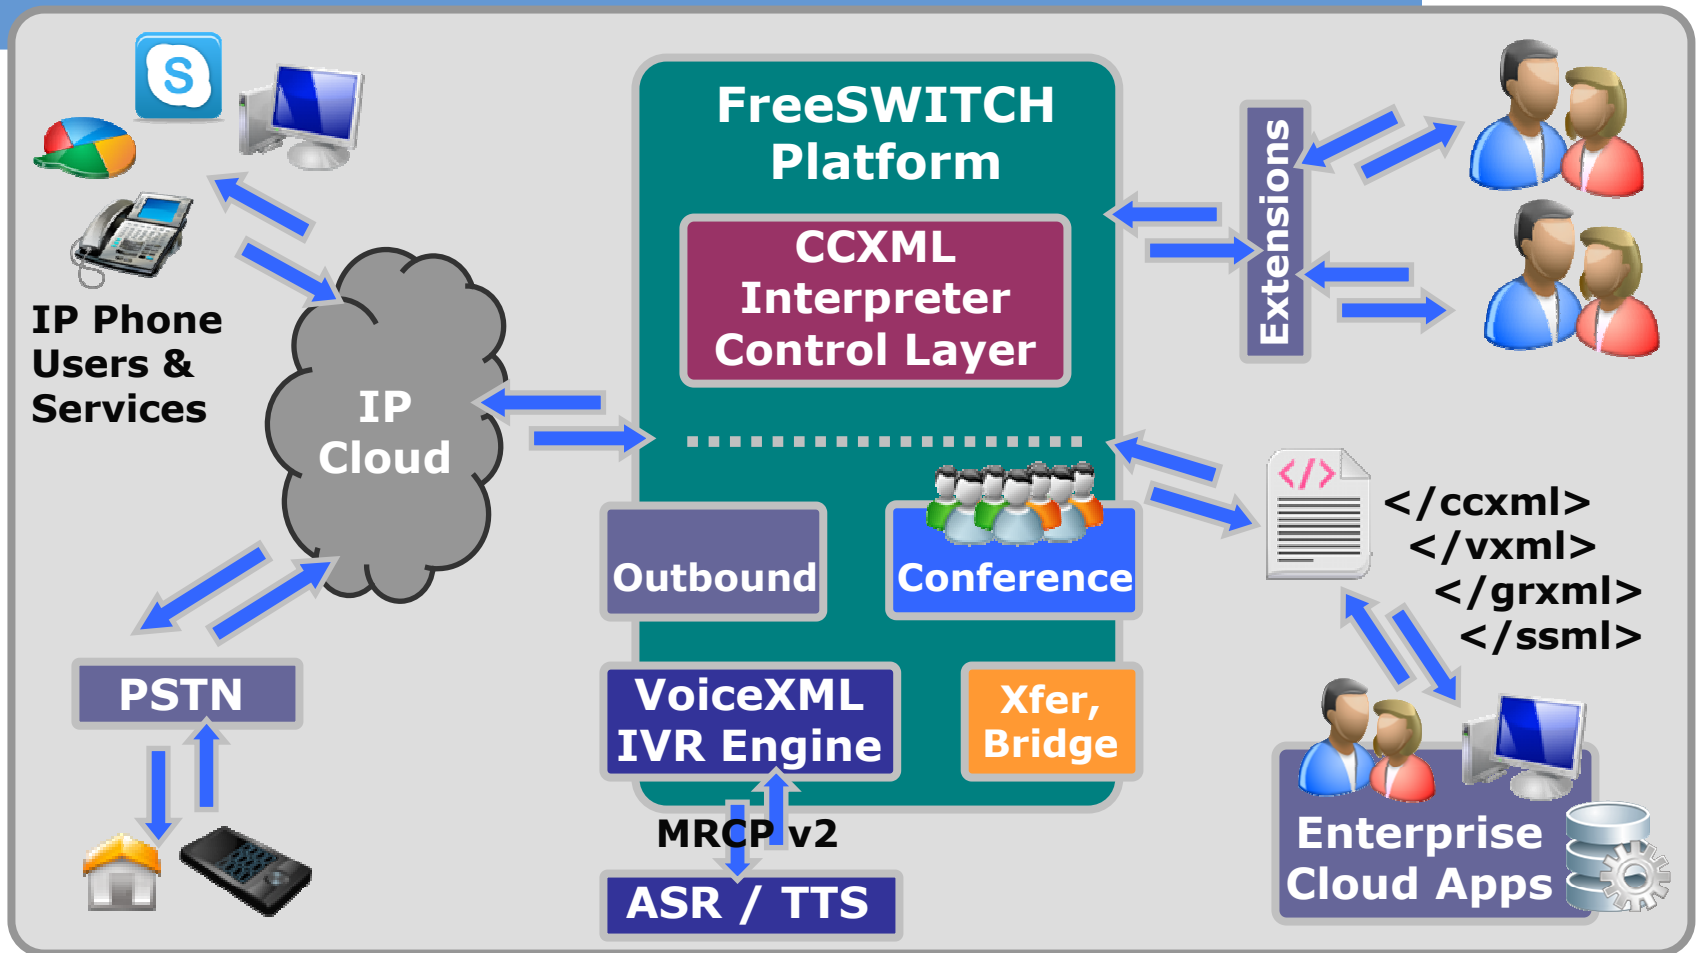 S
FreeSWITCH
Platform
CCXML
Interpreter
Control Layer
Extensions
IP Phone
Users &
Services
IP
Cloud
</>
</ccxml>
</vxml>
</grxml>
</ssml>
Outbound
Conference
PSTN
VoiceXML
IVR Engine
Xfer,
Bridge
MRCP v2
ASR / TTS
Enterprise
Cloud Apps